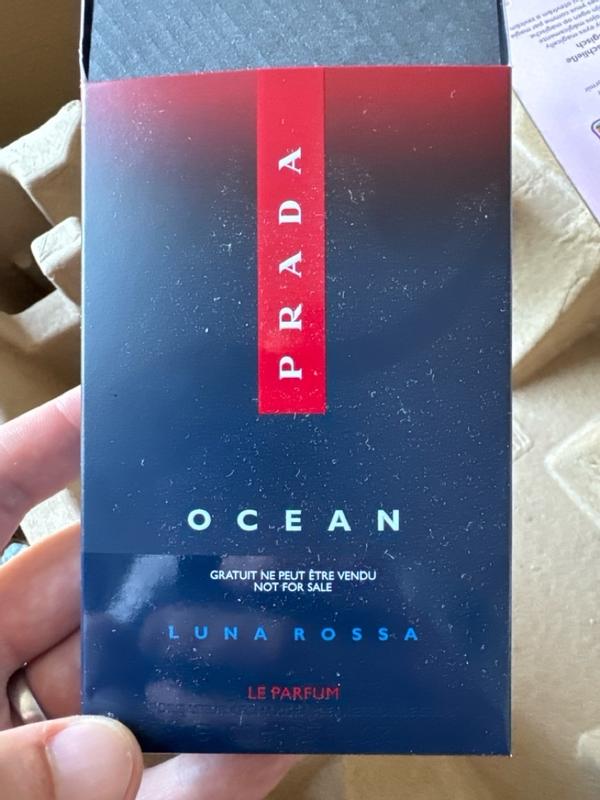 PRADA
OCEAN
GRATUIT NE PEUT ÊTRE VENDU
NOT FOR SALE
LUNA ROSSA
LE PARFUM